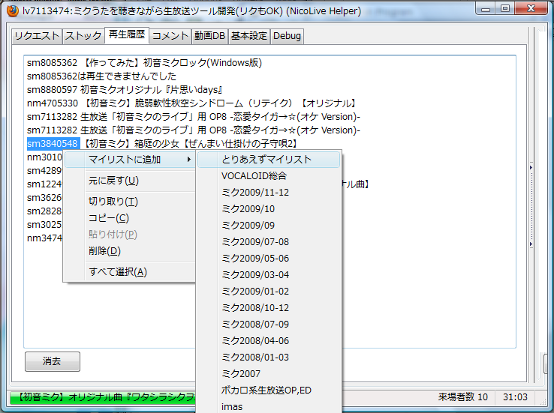 lv7113474:ミクうたを聴きながら生放送ツール開発(リクもOK) (NicoLive Helper)
リクエスト ストック 再生履歴 コメント 動画DB 基本設定 Debug
sm8085362 【作ってみた】初音ミクロック(Windows版)
sm8085362は再生できませんでした
sm8880597 初音ミクオリジナル『片思いdays』
nm4705330 【初音ミク】脆弱軟性秋空シンドローム（リテイク）【オリジナル】
sm7113282 生放送「初音ミクのライブ」用 OP8 -恋愛タイガー→☆(オケ Version)-
sm7113282 生放送「初音ミクのライブ」用 OP8 -恋愛タイガー→☆(オケ Version)-
sm3840548 【初音ミク】箱庭の少女【ぜんまい仕掛けの子守唄2】
nm3010
sm4289
sm1224 ル曲】
sm3626
sm2828
sm3025
nm3474
マイリストに追加
元に戻す(U)
切り取り(T)
コピー(C)
貼り付け(P)
削除(D)
すべて選択(A)
とりあえずマイリスト
VOCALOID総合
ミク2009/11-12
ミク2009/10
ミク2009/09
ミク2009/07-08
ミク2009/05-06
ミク2009/03-04
ミク2009/01-02
ミク2008/10-12
ミク2008/07-09
ミク2008/04-06
ミク2008/01-03
ミク2007
ボカロ系生放送OP,ED
imas
消去
【初音ミク】オリジナル曲『ワタシラシクフ
来場者数 10 31:03